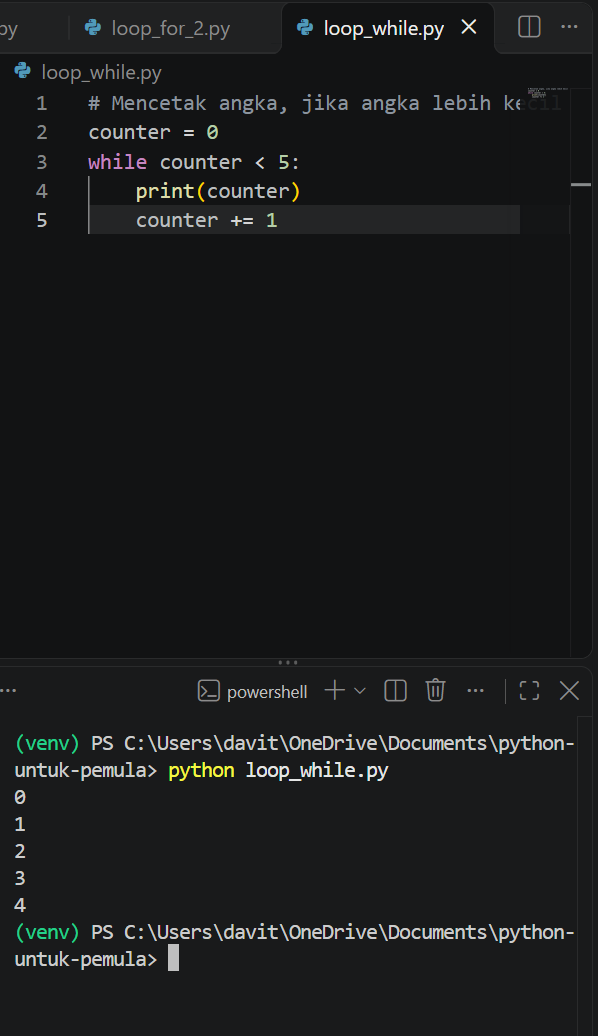 py
loop_for_2.py
loop_while.py
loop_while.py
1 # Mencetak angka, jika angka lebih kecil
2 counter = 0
3 while counter < 5:
4 print(counter)
5 counter += 1
powershell
(venv) PS C:\Users\davit\OneDrive\Documents\python-
untuk-pemula> python loop_while.py
0
1
2
3
4
(venv) PS C:\Users\davit\OneDrive\Documents\python-
untuk-pemula>